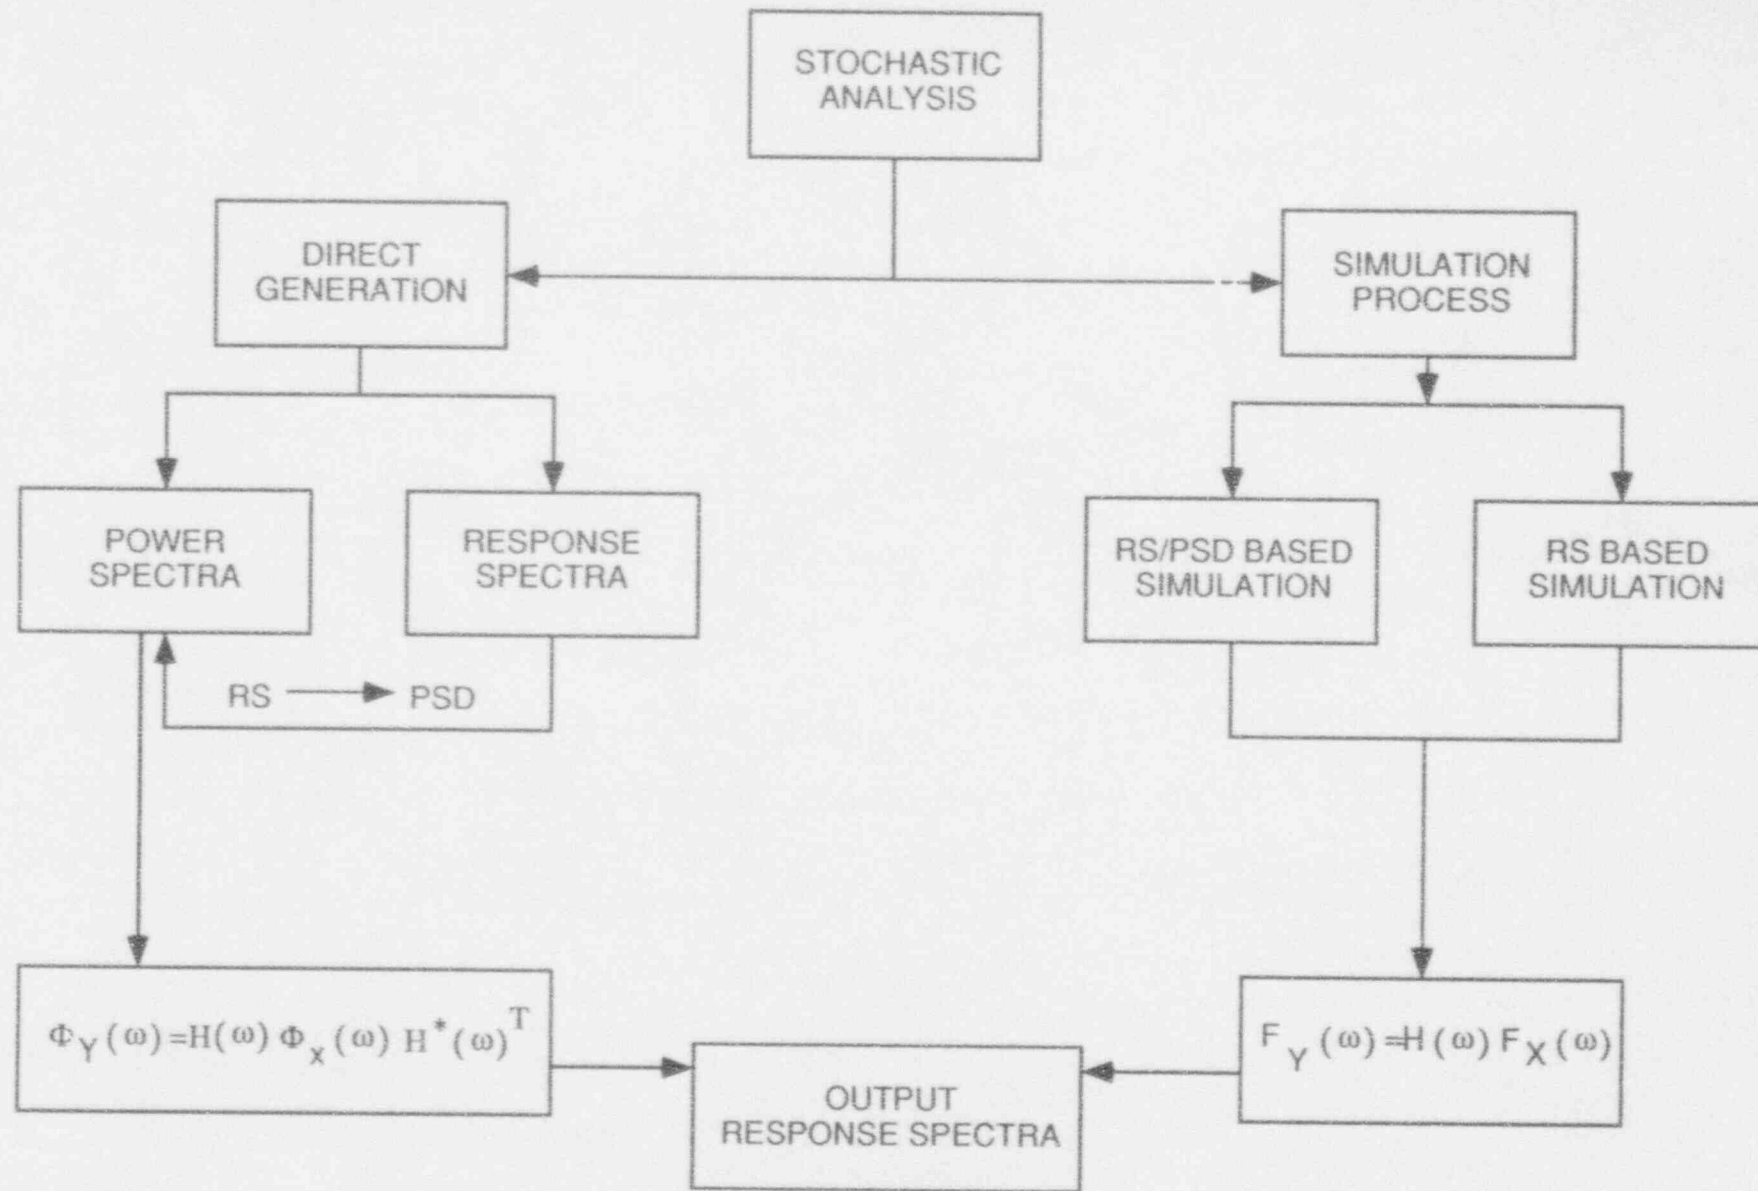 STOCHASTIC
ANALYSIS
DIRECT
GENERATION
SIMULATION
PROCESS
POWER
SPECTRA
RESPONSE
SPECTRA
RS/PSD BASED
SIMULATION
RS BASED
SIMULATION
RS → PSD
Φ_Y(ω)=H(ω) Φ_x(ω) H*(ω)^T
F_Y(ω)=H(ω) F_X(ω)
OUTPUT
RESPONSE SPECTRA